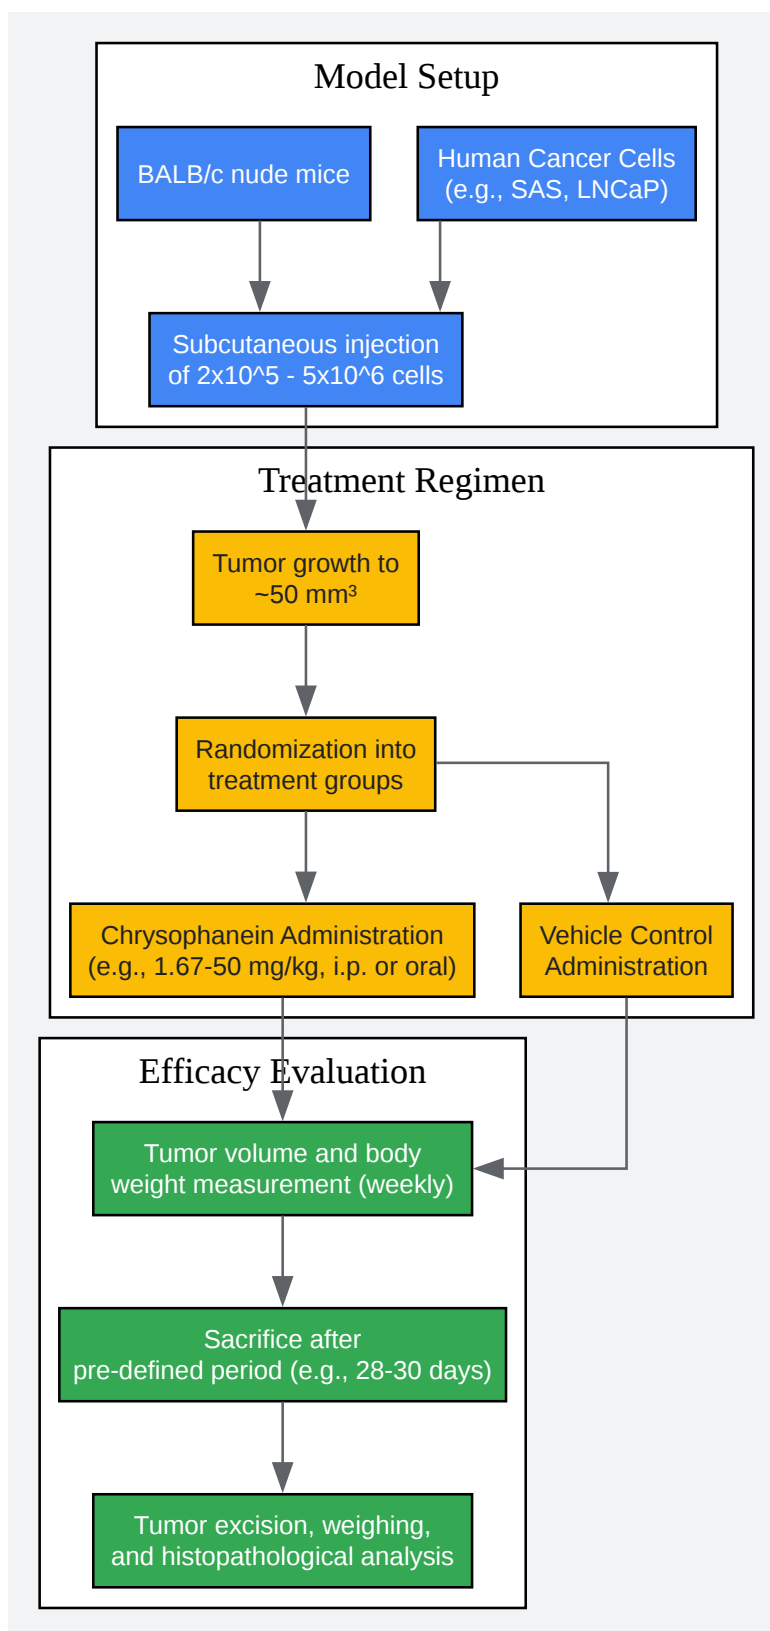 Model Setup
BALB/c nude mice
Human Cancer Cells
(e.g., SAS, LNCaP)
Subcutaneous injection
of 2x10^5 - 5x10^6 cells
Treatment Regimen
Tumor growth to
~50 mm³
Randomization into
treatment groups
Chrysophanein Administration
(e.g., 1.67-50 mg/kg, i.p. or oral)
Vehicle Control
Administration
Efficacy Evaluation
Tumor volume and body
weight measurement (weekly)
Sacrifice after
pre-defined period (e.g., 28-30 days)
Tumor excision, weighing,
and histopathological analysis